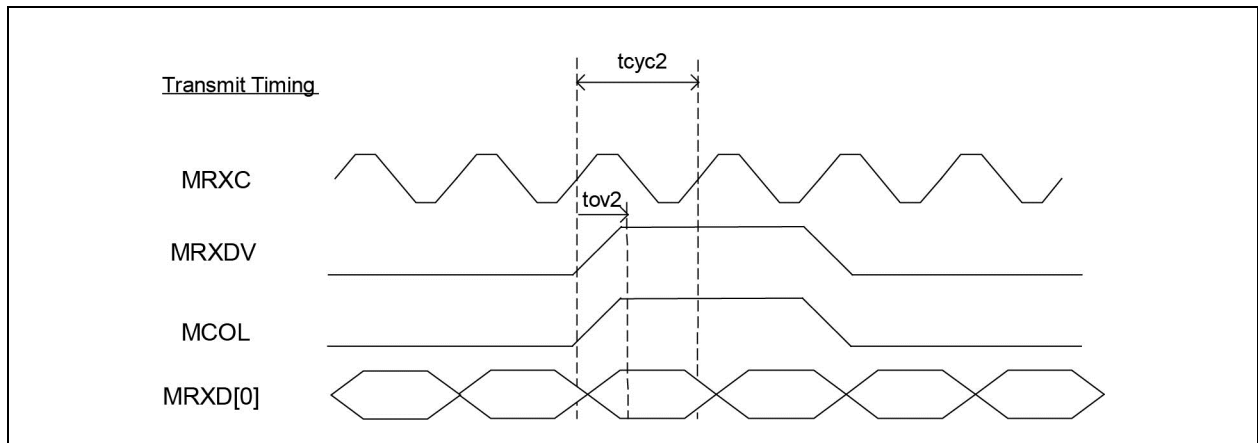 tcyc2
Transmit Timing
MRXC
tov2
MRXDV
MCOL
MRXD[0]